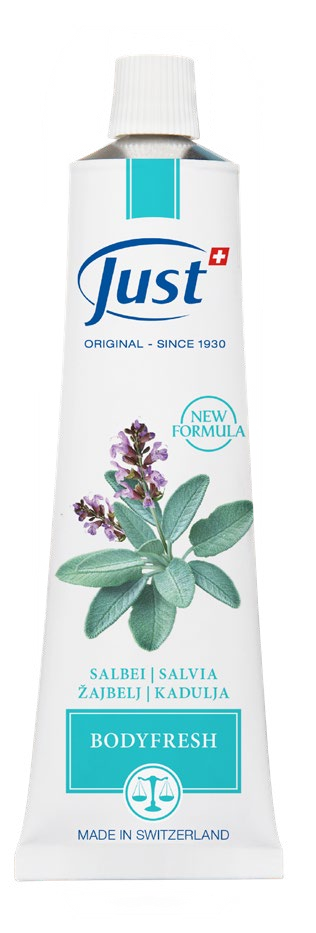 Just
ORIGINAL - SINCE 1930
NEW
FORMULA
SALBEI | SALVIA
ŽAJBELJ | KADULJA
BODYFRESH
MADE IN SWITZERLAND